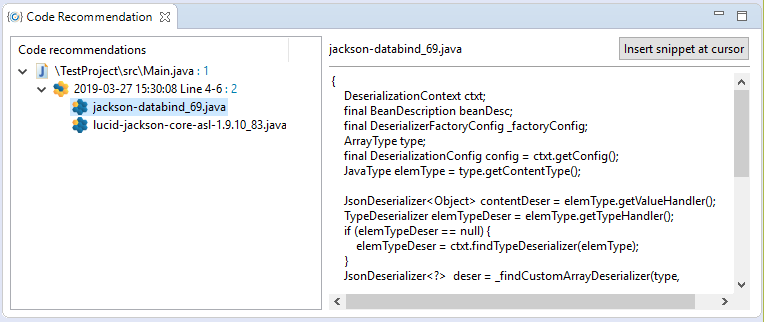 Code Recommendation
Code recommendations
\TestProject\src\Main.java : 1
2019-03-27 15:30:08 Line 4-6 : 2
jackson-databind_69.java
lucid-jackson-core-asl-1.9.10_83.java
jackson-databind_69.java
Insert snippet at cursor
{
DeserializationContext ctxt;
final BeanDescription beanDesc;
final DeserializerFactoryConfig _factoryConfig;
ArrayType type;
final DeserializationConfig config = ctxt.getConfig();
JavaType elemType = type.getContentType();
JsonDeserializer<Object> contentDeser = elemType.getValueHandler();
TypeDeserializer elemTypeDeser = elemType.getTypeHandler();
if (elemTypeDeser == null) {
elemTypeDeser = ctxt.findTypeDeserializer(elemType);
}
JsonDeserializer<?>  deser = _findCustomArrayDeserializer(type,